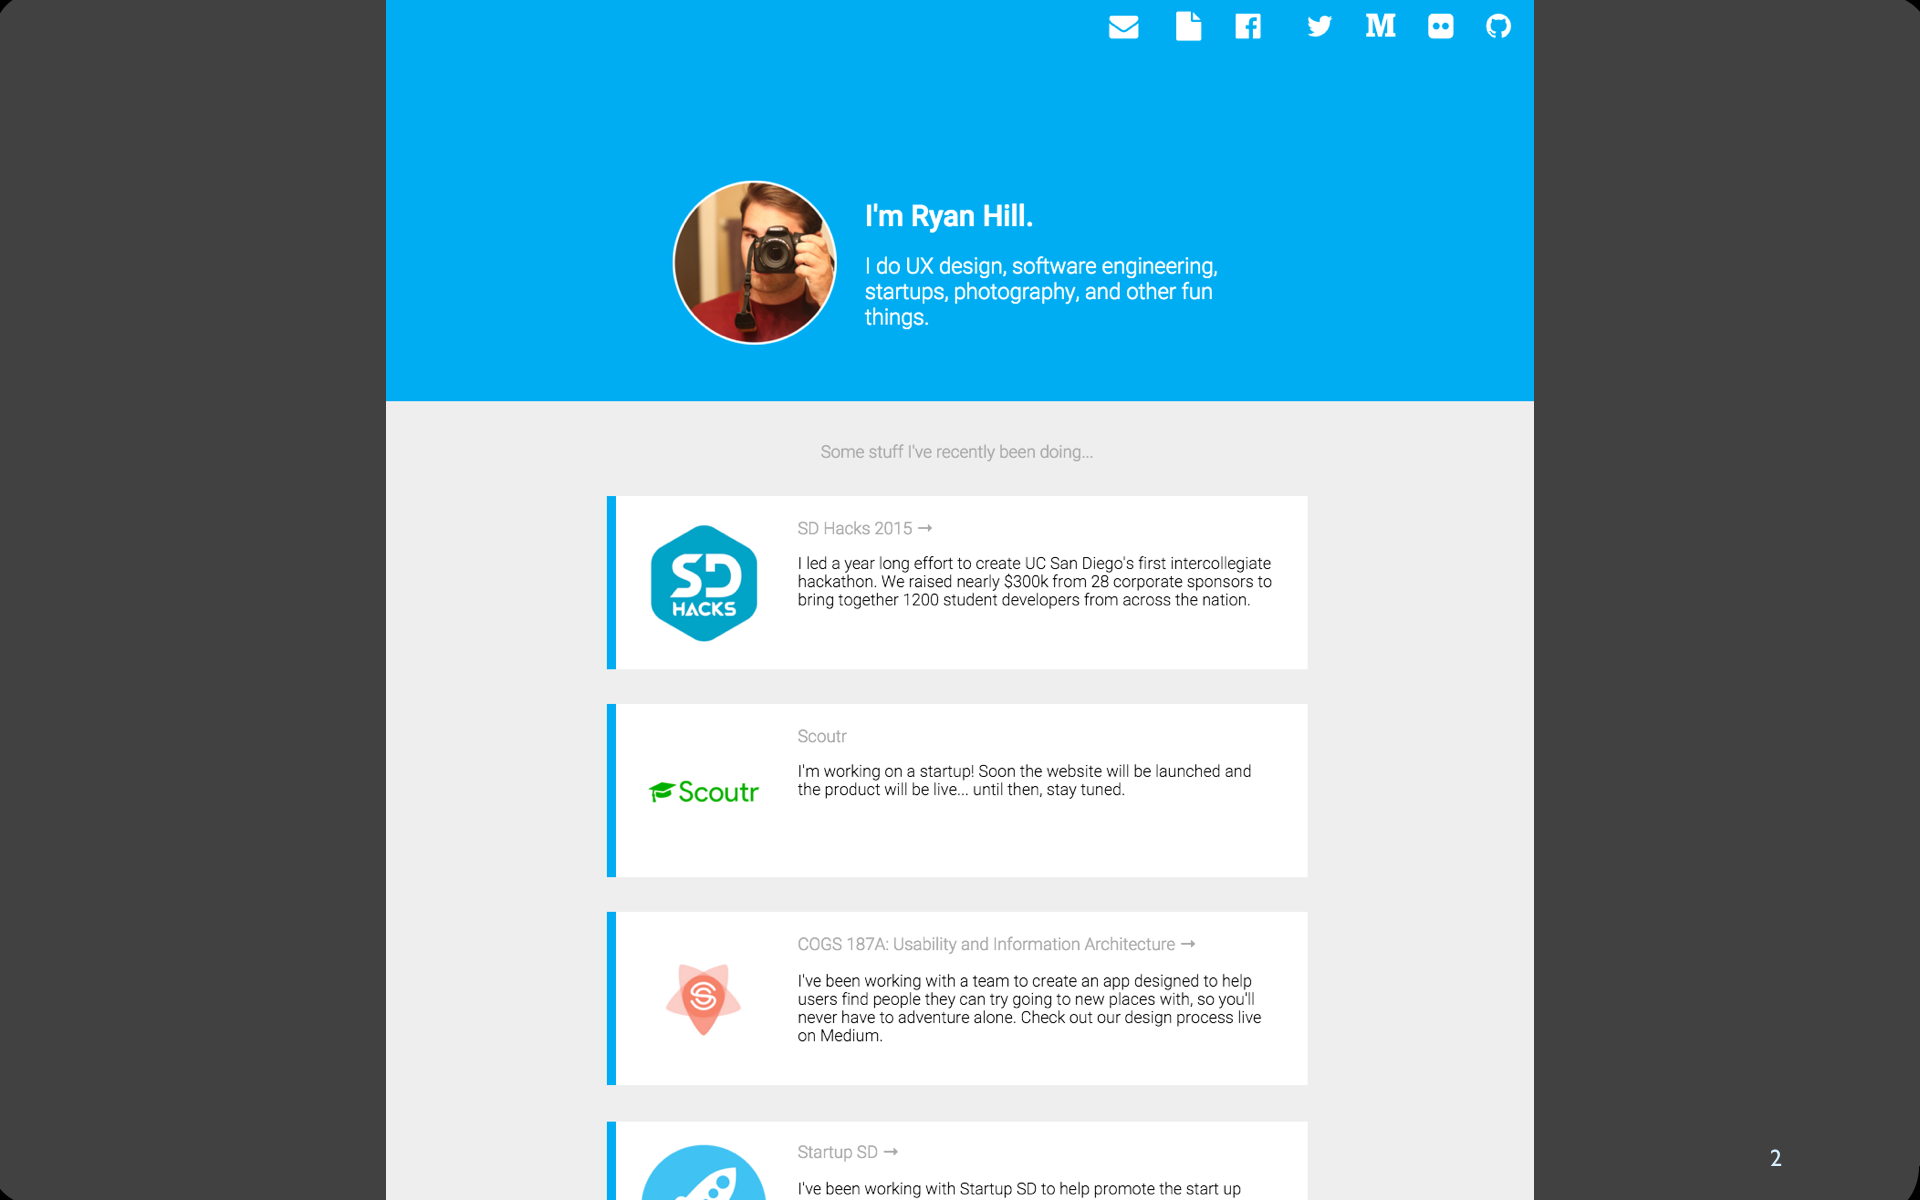 M
I'm Ryan Hill.
I do UX design, software engineering,
startups, photography, and other fun
things.
Some stuff I've recently been doing...
SD
HACKS
SD Hacks 2015 →
I led a year long effort to create UC San Diego's first intercollegiate
hackathon. We raised nearly $300k from 28 corporate sponsors to
bring together 1200 student developers from across the nation.
Scoutr
Scoutr
I'm working on a startup! Soon the website will be launched and
the product will be live... until then, stay tuned.
COGS 187A: Usability and Information Architecture →
I've been working with a team to create an app designed to help
users find people they can try going to new places with, so you'll
never have to adventure alone. Check out our design process live
on Medium.
Startup SD →
I've been working with Startup SD to help promote the start up
2